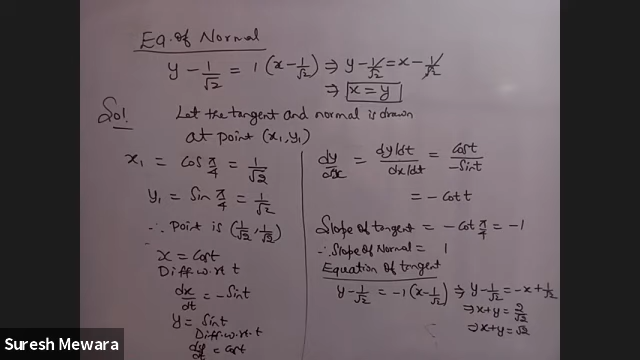 Eq. of Normal
y - 1/√2 = 1 (x - 1/√2) ⇒ y - 1/√2 = x - 1/√2
⇒ x = y
Sol.
Let the tangent and normal is drawn
at point (x₁, y₁)
x₁ = cos π/4 = 1/√2
y₁ = sin π/4 = 1/√2
∴ Point is (1/√2, 1/√2)
x = cost
Diff w.r.t t
dx/dt = -sint
y = sint
Diff w.r.t t
dy/dt = cost
dy/dx = (dy/dt)/(dx/dt) = cost/-sint
= -cot t
Slope of tangent = -cot π/4 = -1
∴ Slope of Normal = 1
Equation of tangent
y - 1/√2 = -1(x - 1/√2) ⇒ y - 1/√2 = -x + 1/√2
⇒ x + y = 2/√2
⇒ x + y = √2
Suresh Mewara